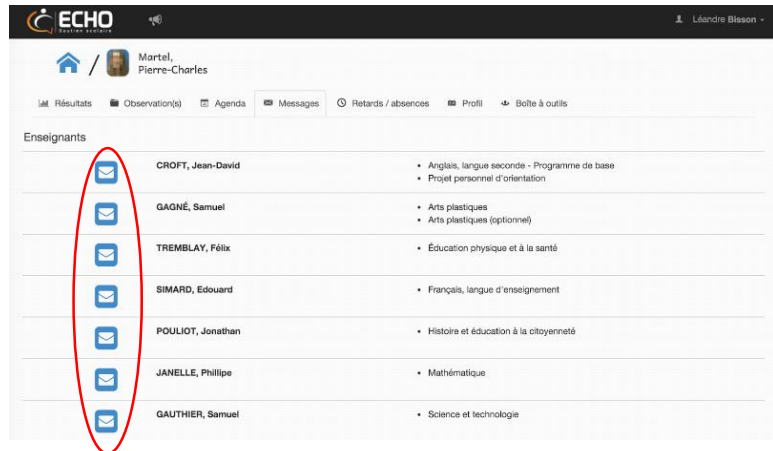 ECHO
Soutien scolaire
Léandre Bisson
/ Martel,
Pierre-Charles
Résultats Observation(s) Agenda Messages Retards / absences Profil Boîte à outils
Enseignants
CROFT, Jean-David
• Anglais, langue seconde - Programme de base
• Projet personnel d'orientation
GAGNÉ, Samuel
• Arts plastiques
• Arts plastiques (optionnel)
TREMBLAY, Félix
• Éducation physique et à la santé
SIMARD, Edouard
• Français, langue d'enseignement
POULIOT, Jonathan
• Histoire et éducation à la citoyenneté
JANELLE, Phillipe
• Mathématique
GAUTHIER, Samuel
• Science et technologie